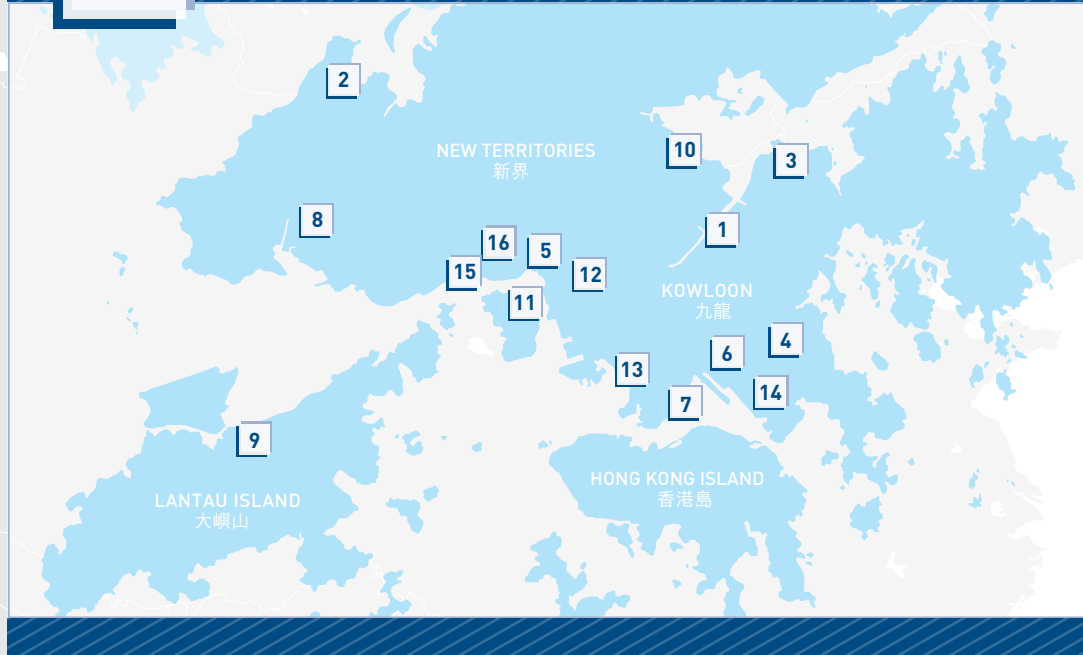 2
NEW TERRITORIES
新界
10
3
8
1
16
5
15
12
11
KOWLOON
九龍
4
6
13
14
7
9
HONG KONG ISLAND
香港島
LANTAU ISLAND
大嶼山